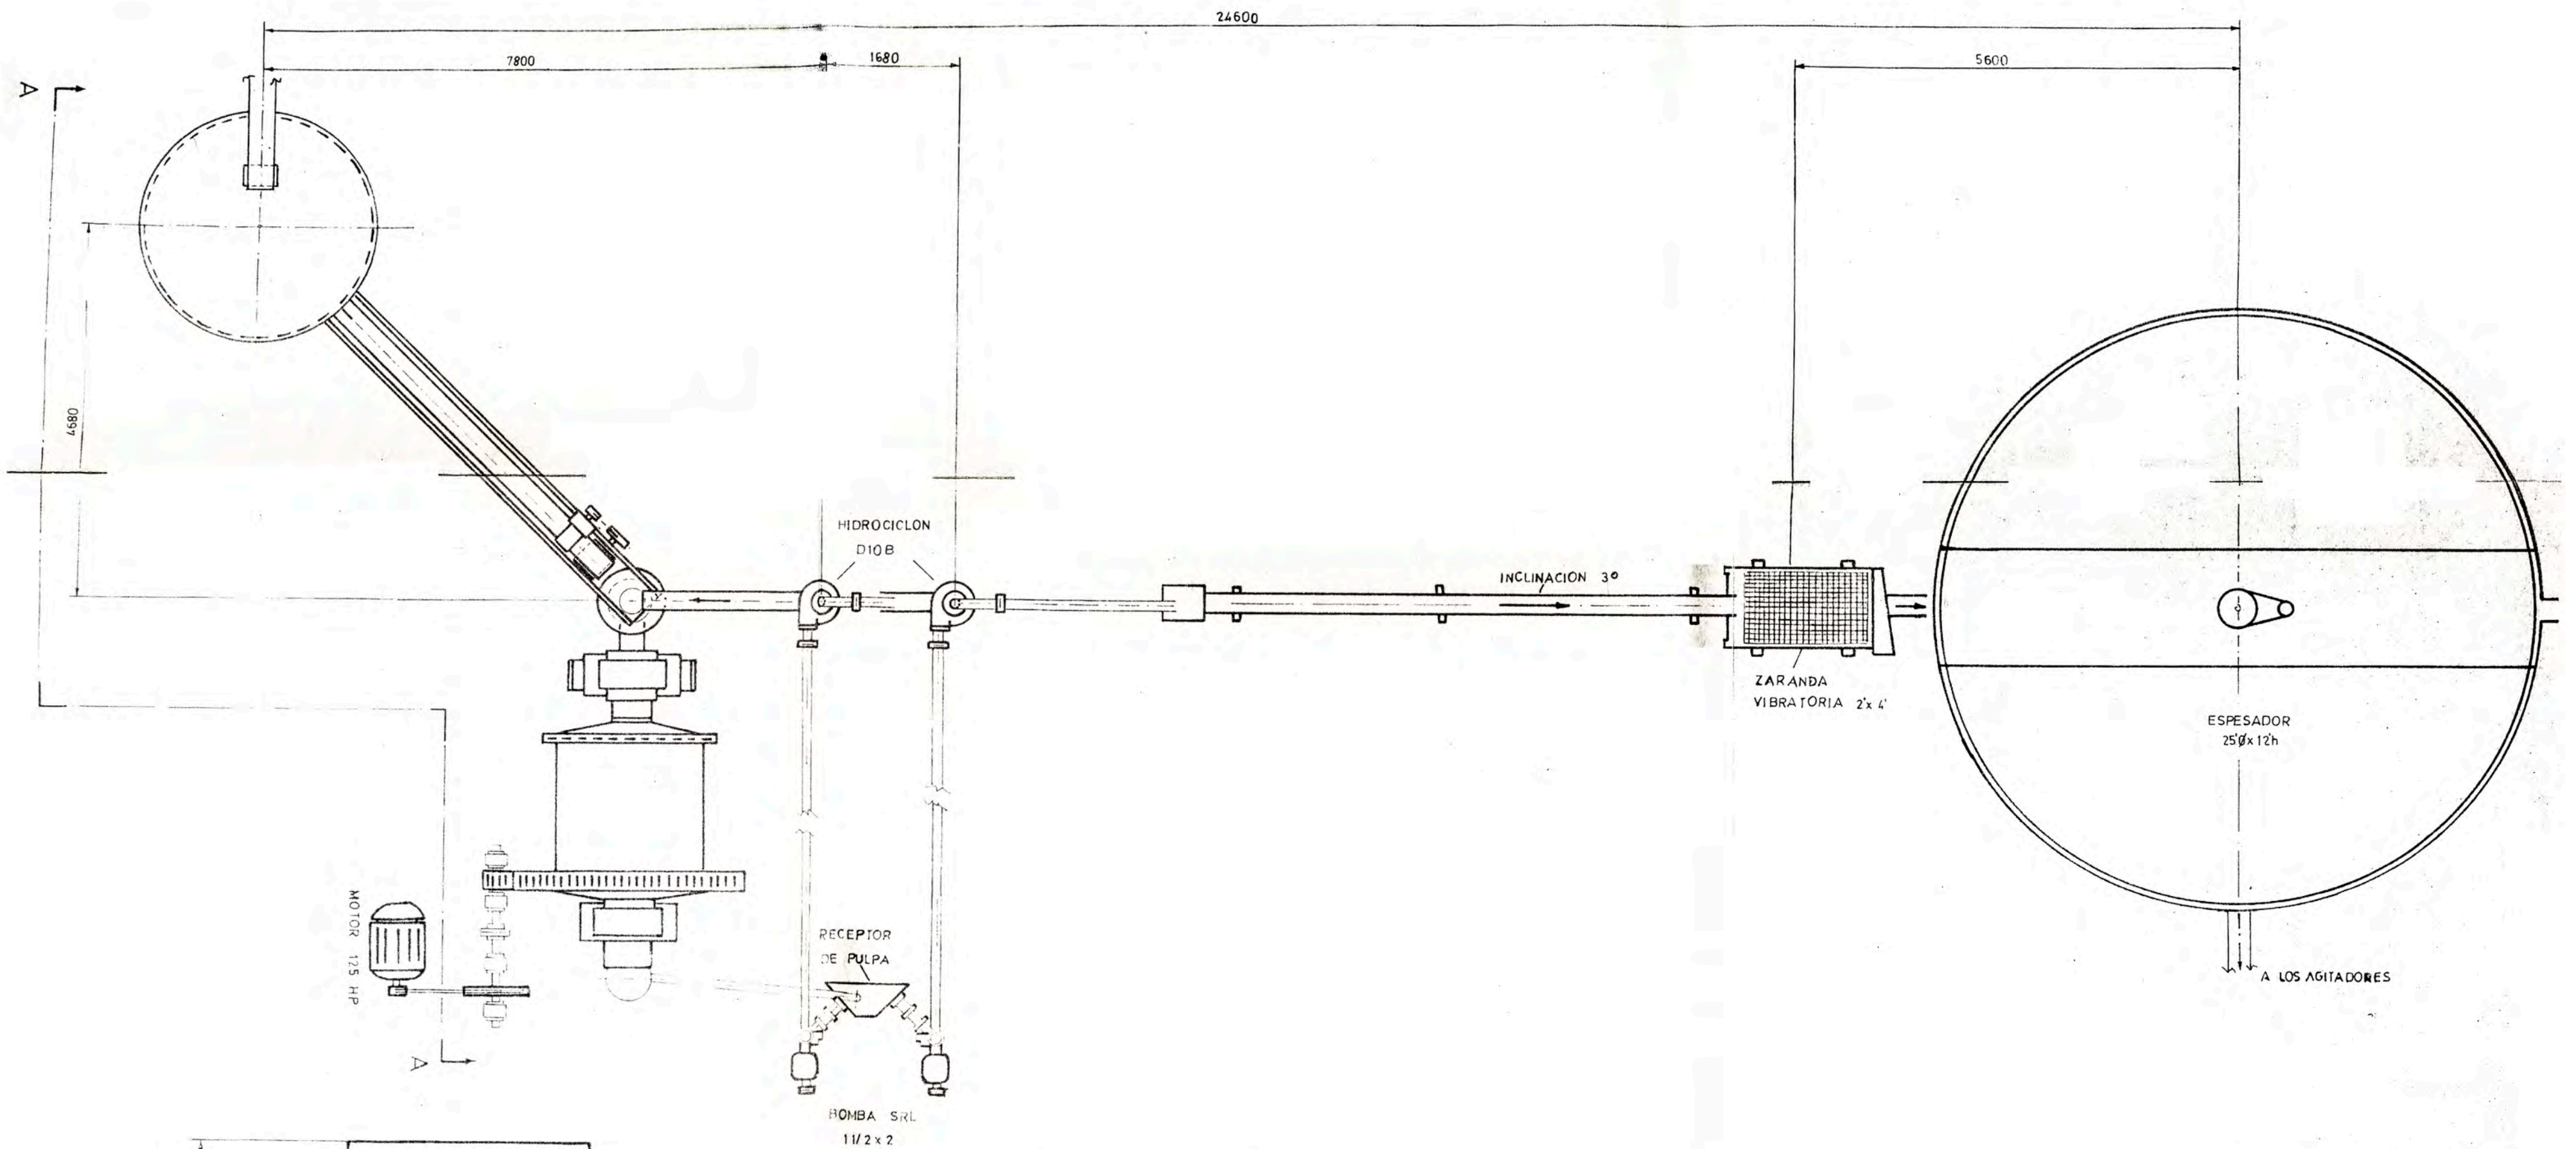 24600
7800
1680
5600
A
4980
HIDROCICLON
D10B
INCLINACION 3º
ZARANDA
VIBRATORIA 2'x 4'
ESPESADOR
25'Ø x 12'h
MOTOR 125 HP
RECEPTOR
DE PULPA
A LOS AGITADORES
A
BOMBA SRL
1 1/2 x 2